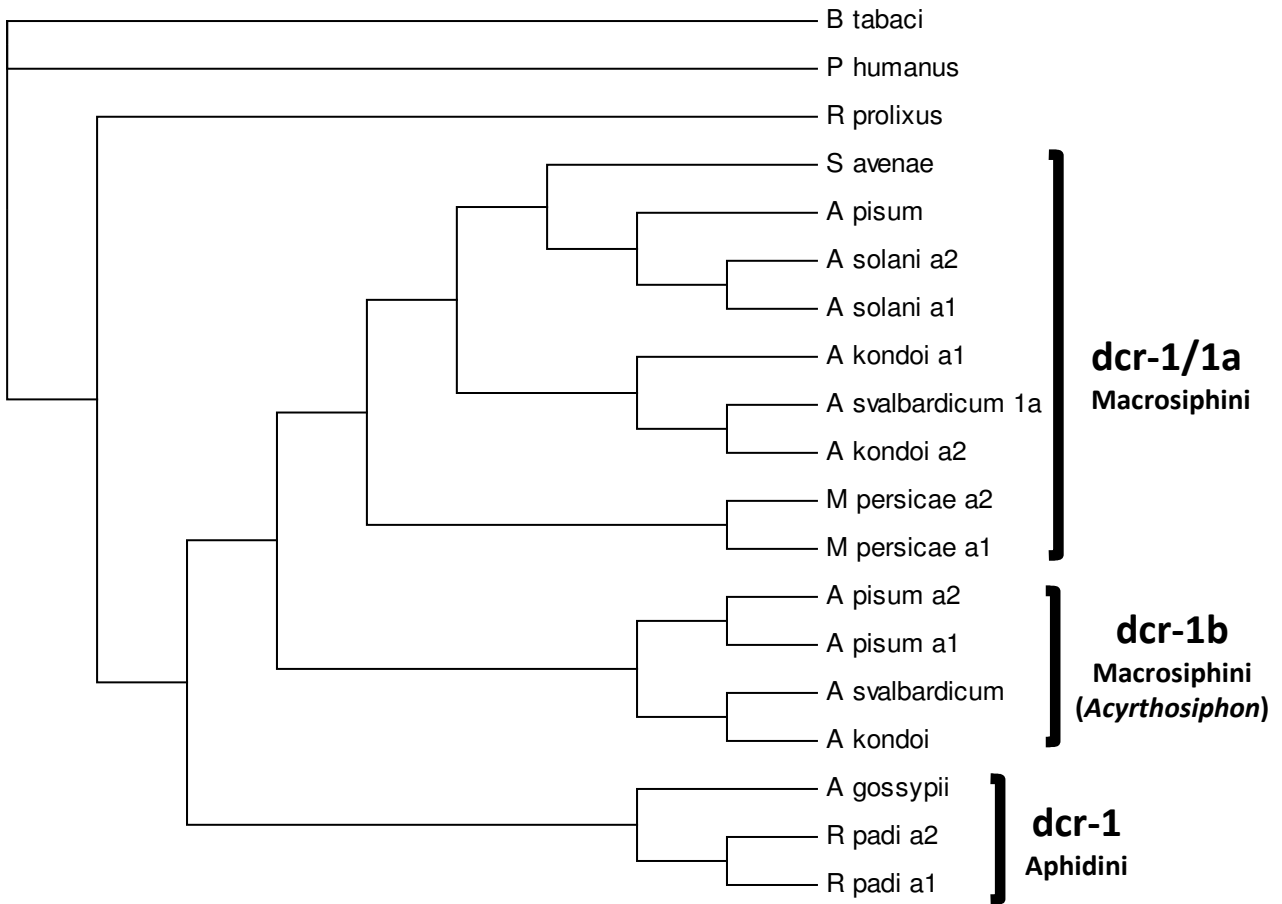 B tabaci
P humanus
R prolixus
S avenae
A pisum
A solani a2
A solani a1
A kondoi a1
A svalbardicum 1a
A kondoi a2
M persicae a2
M persicae a1
dcr-1/1a
Macrosiphini
A pisum a2
A pisum a1
A svalbardicum
A kondoi
dcr-1b
Macrosiphini
(Acyrthosiphon)
A gossypii
R padi a2
R padi a1
dcr-1
Aphidini